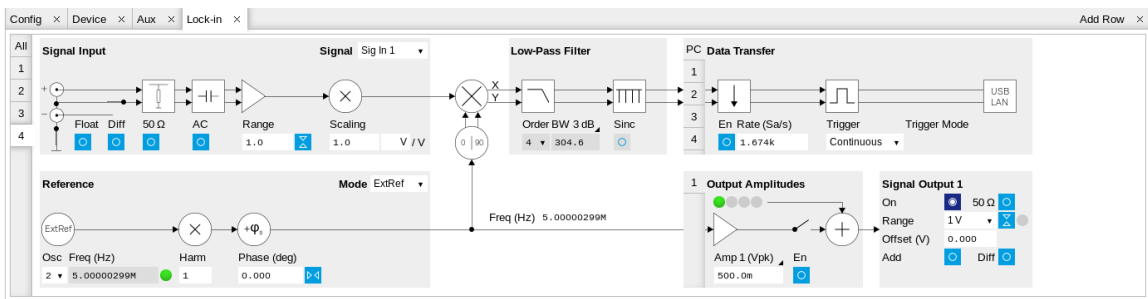 Config × Device × Aux × Lock-in × Add Row ×
All
1
2
3
4
Signal Input Signal Sig In 1
+
−
Float Diff 50 Ω AC Range Scaling
1.0 1.0 V / V
X
Y
0 | 90
Low-Pass Filter
Order BW 3 dB Sinc
4 304.6
PC Data Transfer
1
2
3
4
USB
LAN
En Rate (Sa/s) Trigger Trigger Mode
1.674k Continuous
Reference Mode ExtRef
ExtRef
Osc Freq (Hz) Harm Phase (deg)
2 5.00000299M 1 0.000
Freq (Hz) 5.00000299M
1 Output Amplitudes
Amp 1 (Vpk) En
500.0m
Signal Output 1
On 50 Ω
Range 1 V
Offset (V) 0.000
Add Diff